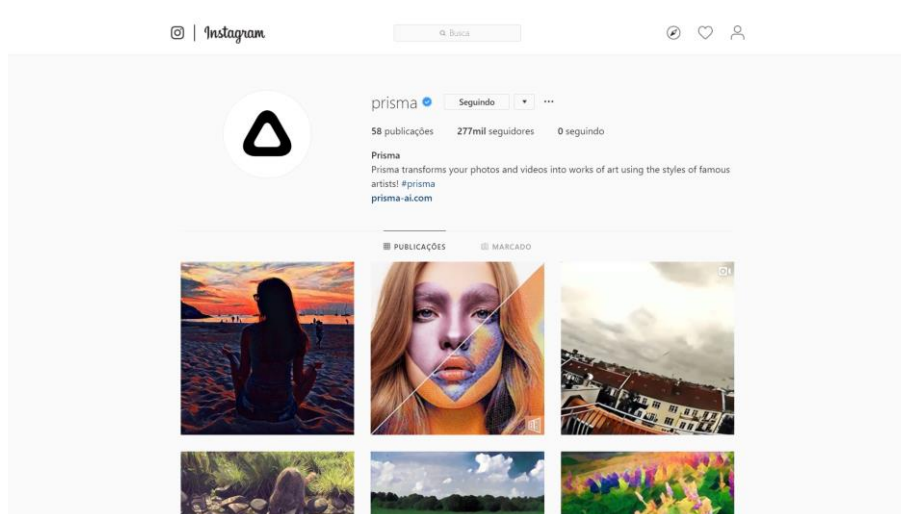 Instagram
Busca
prisma Seguindo
58 publicações 277mil seguidores 0 seguindo
Prisma
Prisma transforms your photos and videos into works of art using the styles of famous
artists! #prisma
prisma-ai.com
PUBLICAÇÕES MARCADO